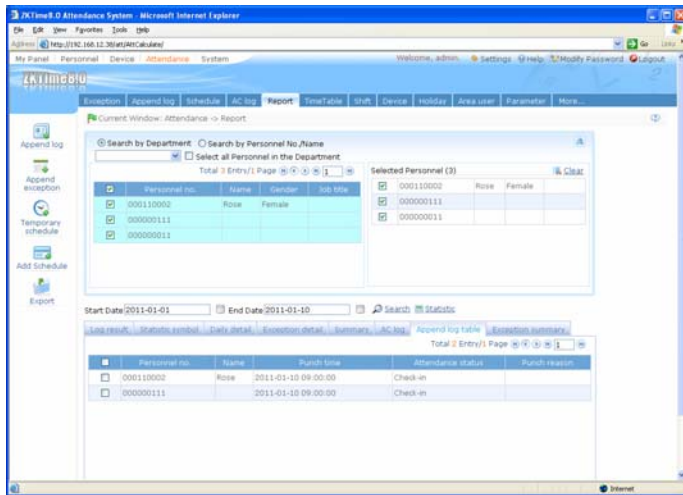 ZKTime8.0 Attendance System - Microsoft Internet Explorer
File Edit View Favorites Tools Help
Address http://192.168.12.38/att/AttCalculate/ Go Links
My Panel Personnel Device Attendance System Welcome, admin. Settings Help Modify Password Logout
ZKTime8.0
Exception Append log Schedule AC log Report TimeTable Shift Device Holiday Area user Parameter More...
Current Window: Attendance -> Report
Append log
Append exception
Temporary schedule
Add Schedule
Export
Search by Department Search by Personnel No./Name
Select all Personnel in the Department
Total 3 Entry/1 Page 1
Selected Personnel (3) Clear
Personnel no. Name Gender Job title
000110002 Rose Female
000000111
000000011
000110002 Rose Female
000000111
000000011
Start Date 2011-01-01 End Date 2011-01-10 Search Statistic
Log result Statistic symbol Daily detail Exception detail Summary AC log Append log table Exception summary
Total 2 Entry/1 Page 1
Personnel no. Name Punch time Attendance status Punch reason
000110002 Rose 2011-01-10 09:00:00 Check-in
000000111 2011-01-10 09:00:00 Check-in
Internet